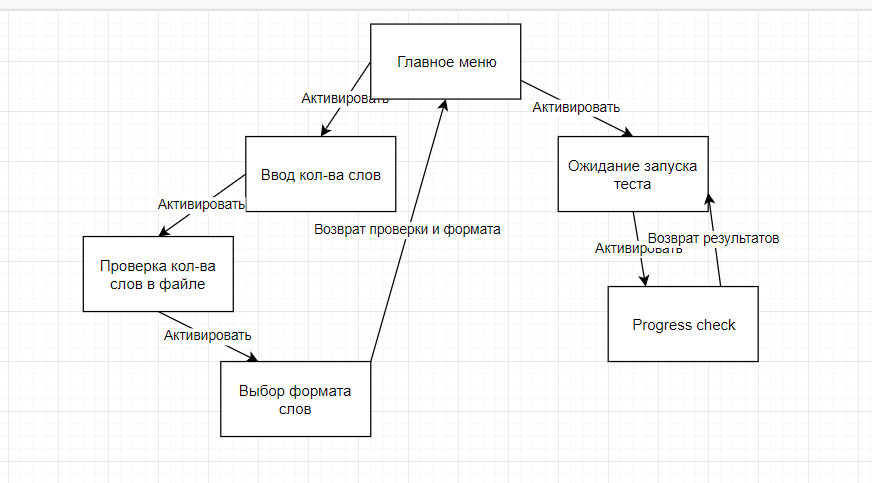 Главное меню
Активировать
Активировать
Ввод кол-ва слов
Ожидание запуска
теста
Активировать
Возврат проверки и формата
Активировать
Возврат результатов
Проверка кол-ва
слов в файле
Progress check
Активировать
Выбор формата
слов